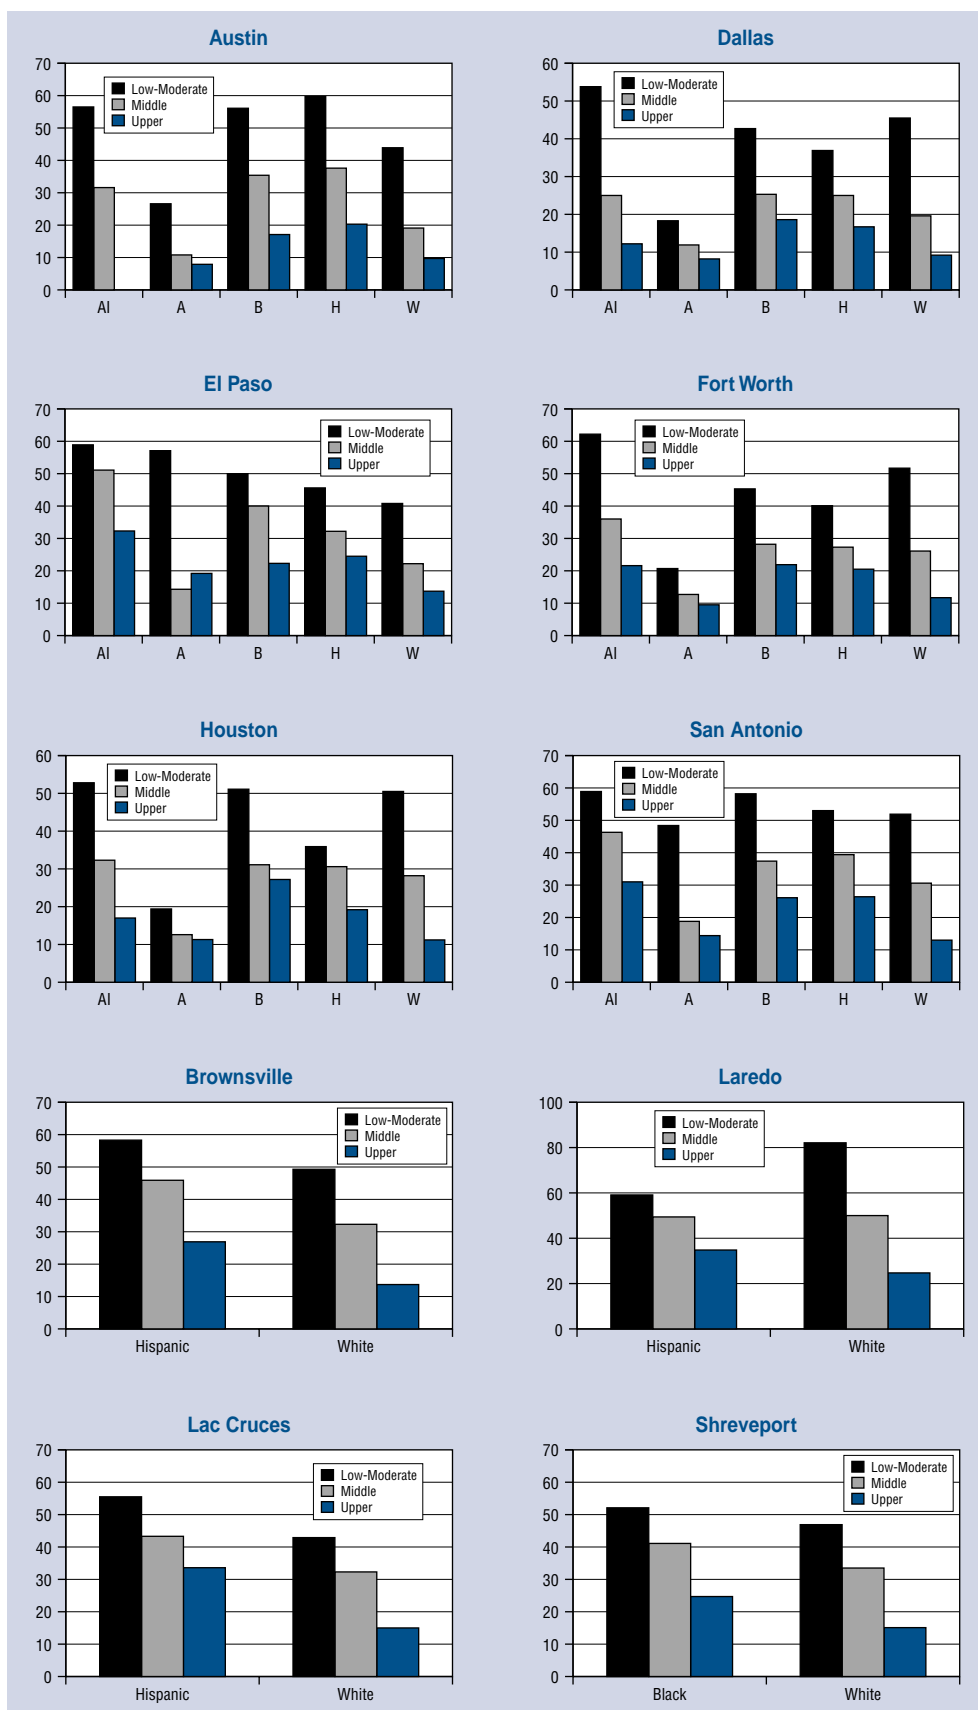 Austin
70
60
50
40
30
20
10
0
Low-Moderate
Middle
Upper
AI A B H W
Dallas
60
50
40
30
20
10
0
Low-Moderate
Middle
Upper
AI A B H W
El Paso
70
60
50
40
30
20
10
0
Low-Moderate
Middle
Upper
AI A B H W
Fort Worth
70
60
50
40
30
20
10
0
Low-Moderate
Middle
Upper
AI A B H W
Houston
60
50
40
30
20
10
0
Low-Moderate
Middle
Upper
AI A B H W
San Antonio
70
60
50
40
30
20
10
0
Low-Moderate
Middle
Upper
AI A B H W
Brownsville
70
60
50
40
30
20
10
0
Low-Moderate
Middle
Upper
Hispanic White
Laredo
100
80
60
40
20
0
Low-Moderate
Middle
Upper
Hispanic White
Lac Cruces
70
60
50
40
30
20
10
0
Low-Moderate
Middle
Upper
Hispanic White
Shreveport
70
60
50
40
30
20
10
0
Low-Moderate
Middle
Upper
Black White